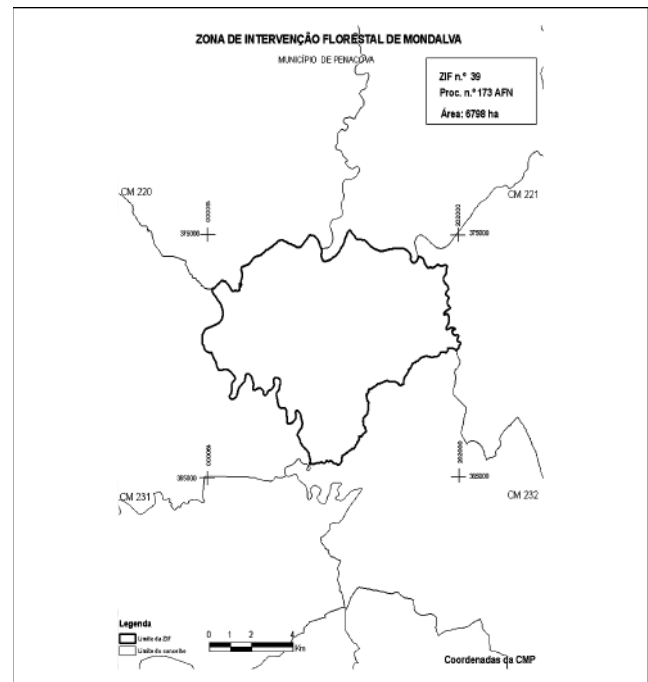 ZONA DE INTERVENÇÃO FLORESTAL DE MONDALVA
MUNICÍPIO DE PENACOVA
ZIF n.º 39
Proc. n.º 173 AFN
Área: 6798 ha
CM 220
CM 221
375000
375000
365000
365000
CM 231
CM 232
Legenda
Limite da ZIF
Limite do concelho
0 1 2 4
Km
Coordenadas da CMP